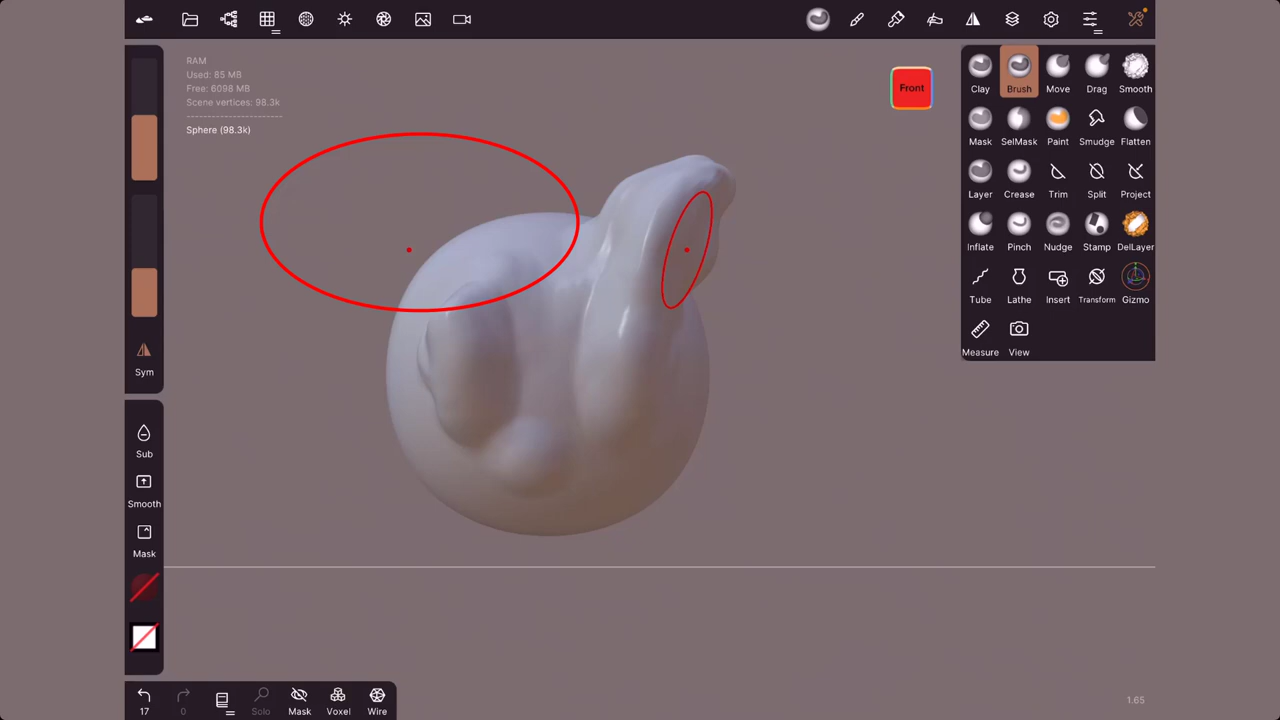 RAM
Used: 85 MB
Free: 6098 MB
Scene vertices: 98.3k
------------------------
Sphere (98.3k)
Front
Clay Brush Move Drag Smooth
Mask SelMask Paint Smudge Flatten
Layer Crease Trim Split Project
Inflate Pinch Nudge Stamp DelLayer
Tube Lathe Insert Transform Gizmo
Measure View
Sym
Sub
Smooth
Mask
17 0 Solo Mask Voxel Wire
1.65